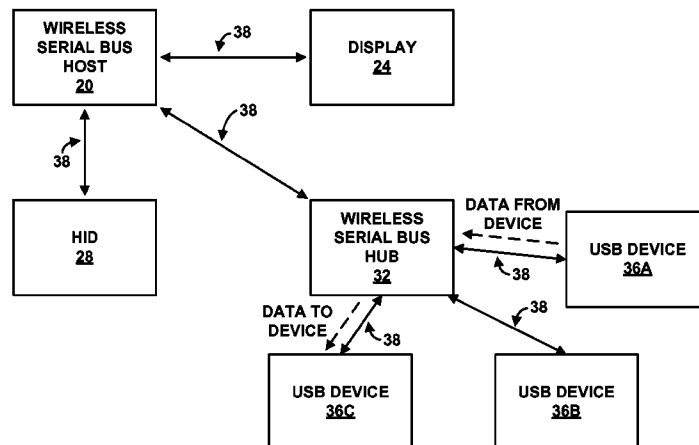 WIRELESS
SERIAL BUS
HOST
20
38
DISPLAY
24
38
38
HID
28
WIRELESS
SERIAL BUS
HUB
32
DATA FROM
DEVICE
38
USB DEVICE
36A
DATA TO
DEVICE
38
38
USB DEVICE
36C
USB DEVICE
36B